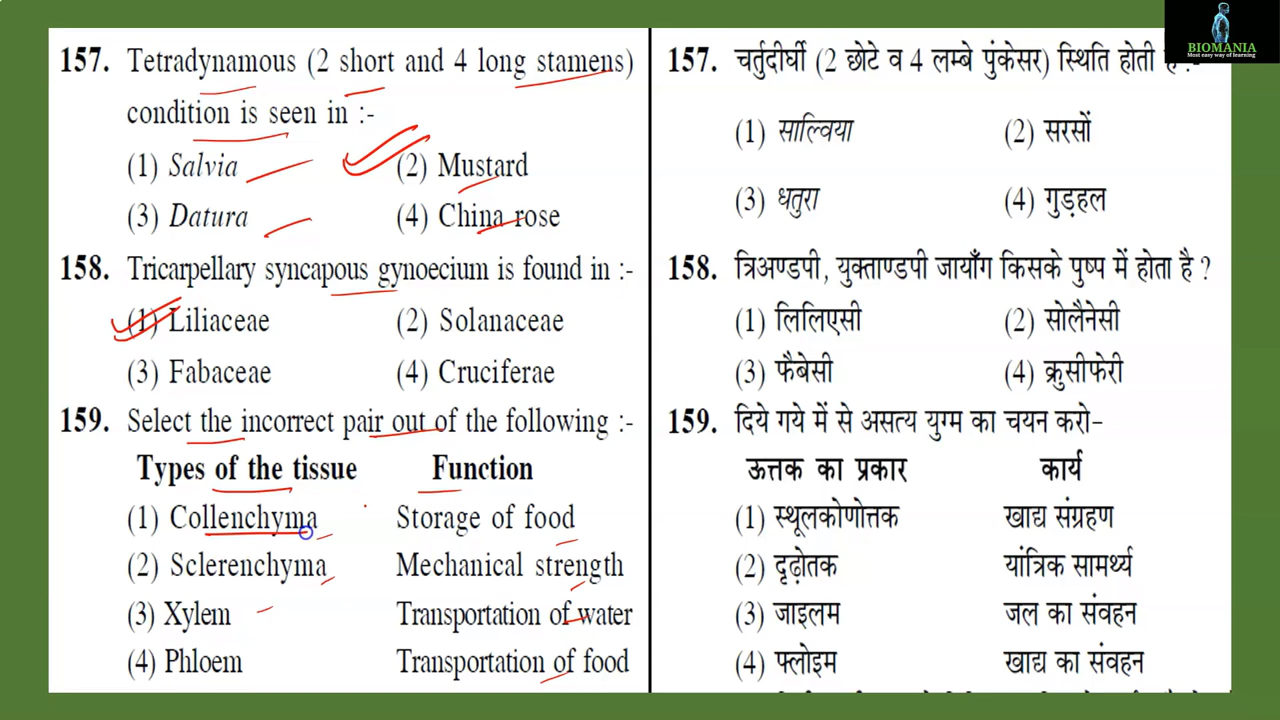 BIOMANIA
Most easy way of learning
157. Tetradynamous (2 short and 4 long stamens)
condition is seen in :-
(1) Salvia (2) Mustard
(3) Datura (4) China rose
158. Tricarpellary syncapous gynoecium is found in :-
(1) Liliaceae (2) Solanaceae
(3) Fabaceae (4) Cruciferae
159. Select the incorrect pair out of the following :-
Types of the tissue Function
(1) Collenchyma Storage of food
(2) Sclerenchyma Mechanical strength
(3) Xylem Transportation of water
(4) Phloem Transportation of food
157. चर्तुदीर्घी (2 छोटे व 4 लम्बे पुंकेसर) स्थिति होती
(1) साल्विया (2) सरसों
(3) धतुरा (4) गुड़हल
158. त्रिअण्डपी, युक्ताण्डपी जायाँग किसके पुष्प में होता है ?
(1) लिलिएसी (2) सोलैनेसी
(3) फैबेसी (4) क्रुसीफेरी
159. दिये गये में से असत्य युग्म का चयन करो-
ऊत्तक का प्रकार कार्य
(1) स्थूलकोणोत्तक खाद्य संग्रहण
(2) दृढ़ोतक यांत्रिक सामर्थ्य
(3) जाइलम जल का संवहन
(4) फ्लोइम खाद्य का संवहन